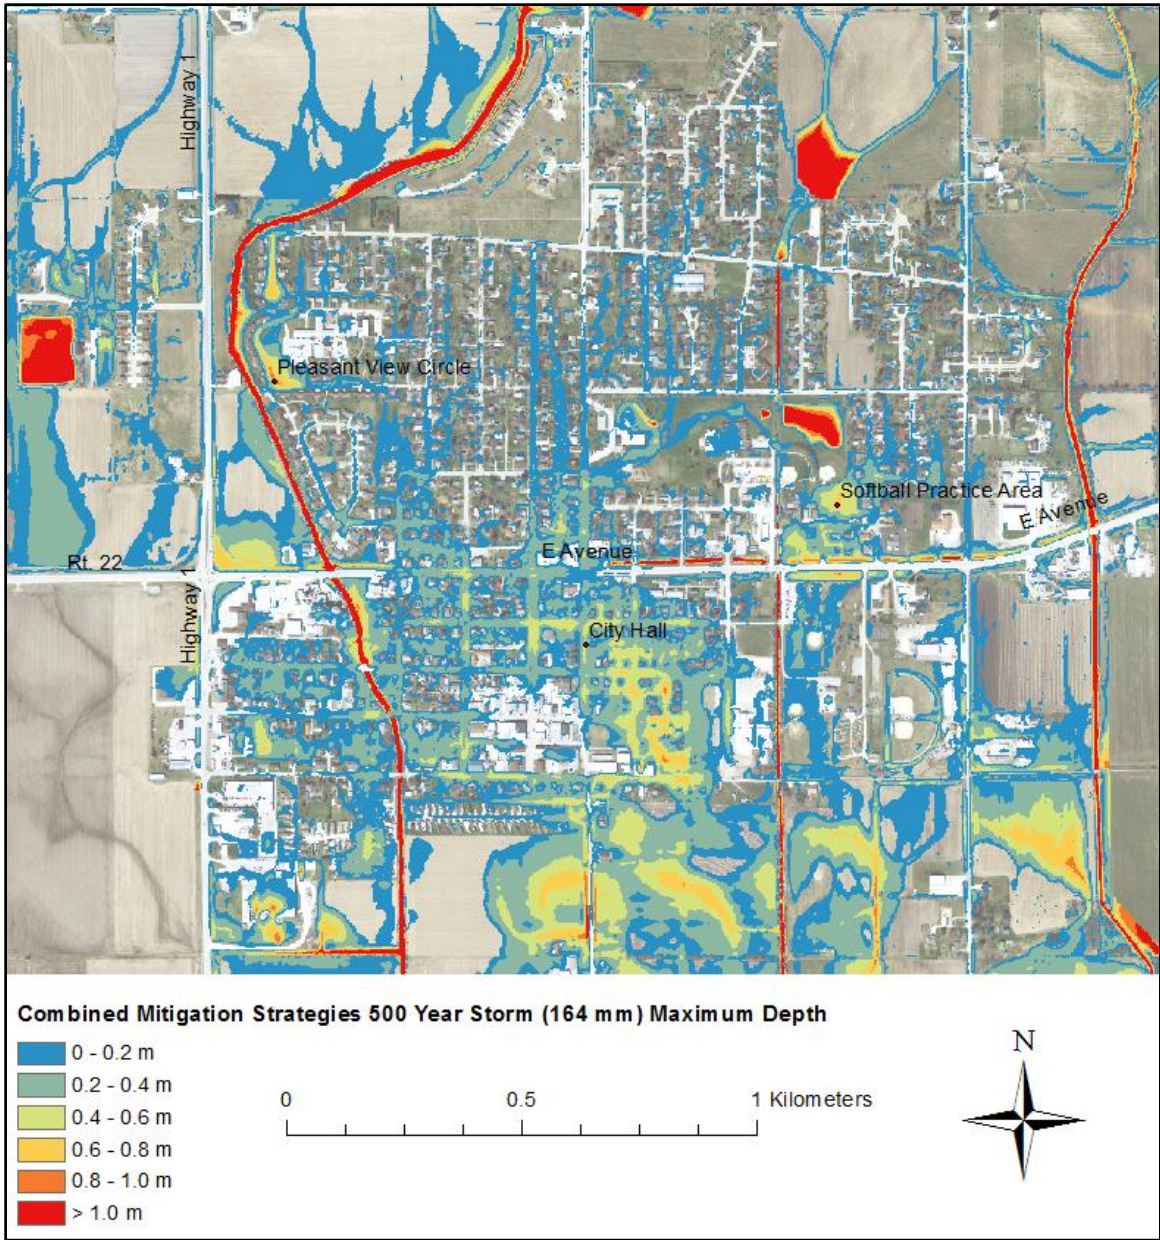 Highway 1
Pleasant View Circle
Softball Practice Area
E Avenue
E Avenue
Rt. 22
Highway 1
City Hall
Combined Mitigation Strategies 500 Year Storm (164 mm) Maximum Depth
0 - 0.2 m
0.2 - 0.4 m
0.4 - 0.6 m
0.6 - 0.8 m
0.8 - 1.0 m
> 1.0 m
0 0.5 1 Kilometers
N